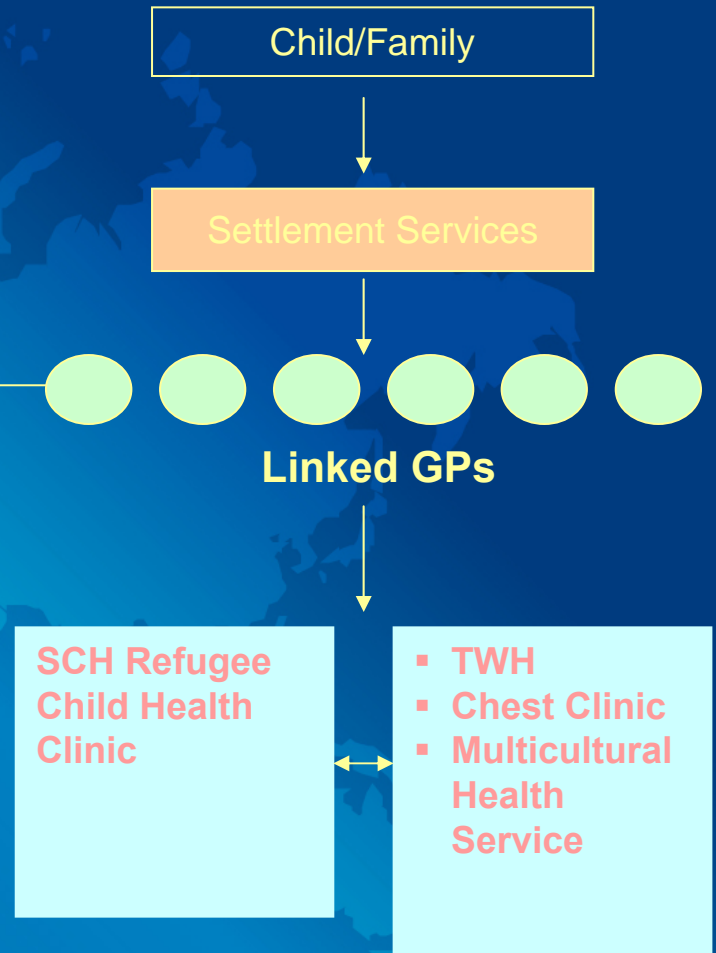 Child/Family
Settlement Services
Linked GPs
SCH Refugee
Child Health
Clinic
▪ TWH
▪ Chest Clinic
▪ Multicultural
Health
Service